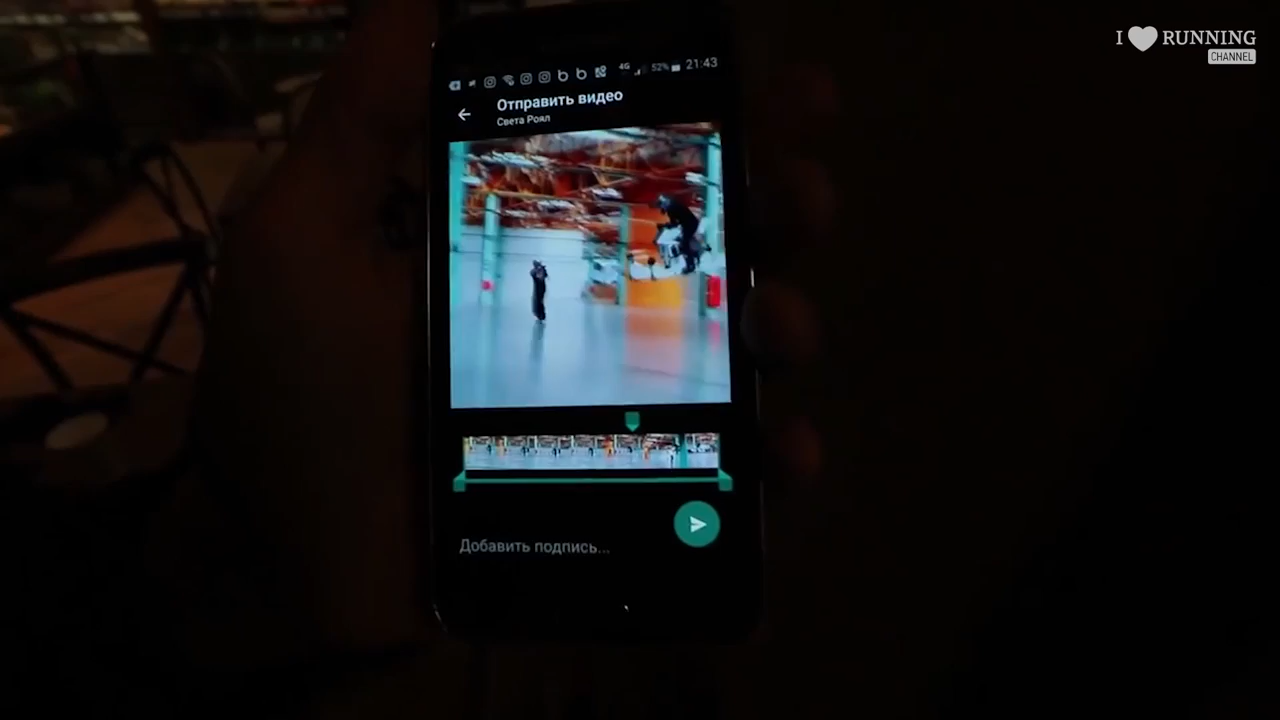 I ♥ RUNNING
CHANNEL
4G 52% 21:43
Отправить видео
Света Роял
Добавить подпись...